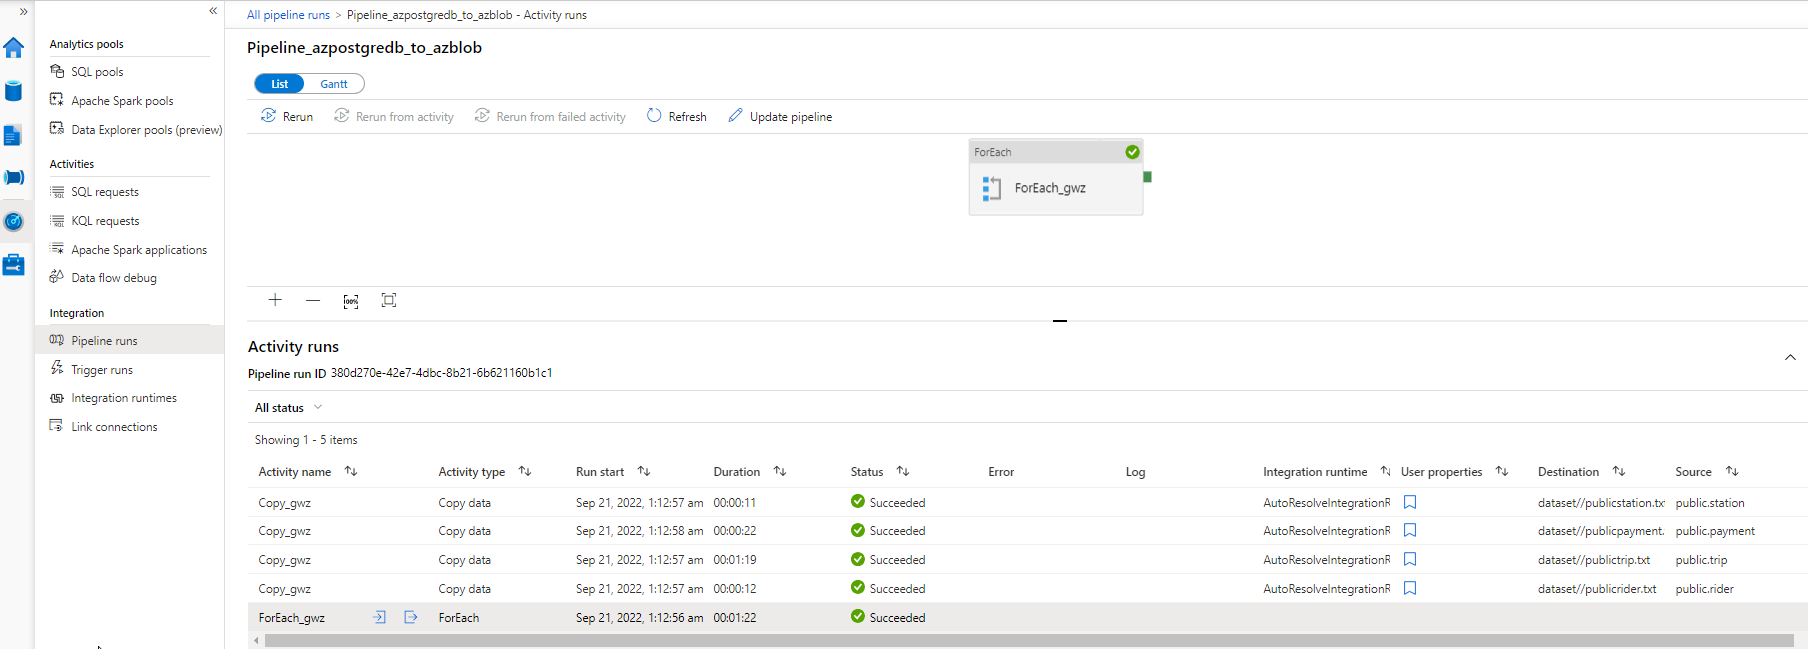 All pipeline runs > Pipeline_azpostgredb_to_azblob - Activity runs
Analytics pools
SQL pools
Apache Spark pools
Data Explorer pools (preview)
Activities
SQL requests
KQL requests
Apache Spark applications
Data flow debug
Integration
Pipeline runs
Trigger runs
Integration runtimes
Link connections
Pipeline_azpostgredb_to_azblob
List Gantt
Rerun Rerun from activity Rerun from failed activity Refresh Update pipeline
ForEach
ForEach_gwz
100%
Activity runs
Pipeline run ID 380d270e-42e7-4dbc-8b21-6b621160b1c1
All status
Showing 1 - 5 items
Activity name Activity type Run start Duration Status Error Log Integration runtime User properties Destination Source
Copy_gwz Copy data Sep 21, 2022, 1:12:57 am 00:00:11 Succeeded AutoResolveIntegrationR dataset//publicstation.tx public.station
Copy_gwz Copy data Sep 21, 2022, 1:12:58 am 00:00:22 Succeeded AutoResolveIntegrationR dataset//publicpayment. public.payment
Copy_gwz Copy data Sep 21, 2022, 1:12:57 am 00:01:19 Succeeded AutoResolveIntegrationR dataset//publictrip.txt public.trip
Copy_gwz Copy data Sep 21, 2022, 1:12:57 am 00:00:12 Succeeded AutoResolveIntegrationR dataset//publicrider.txt public.rider
ForEach_gwz ForEach Sep 21, 2022, 1:12:56 am 00:01:22 Succeeded